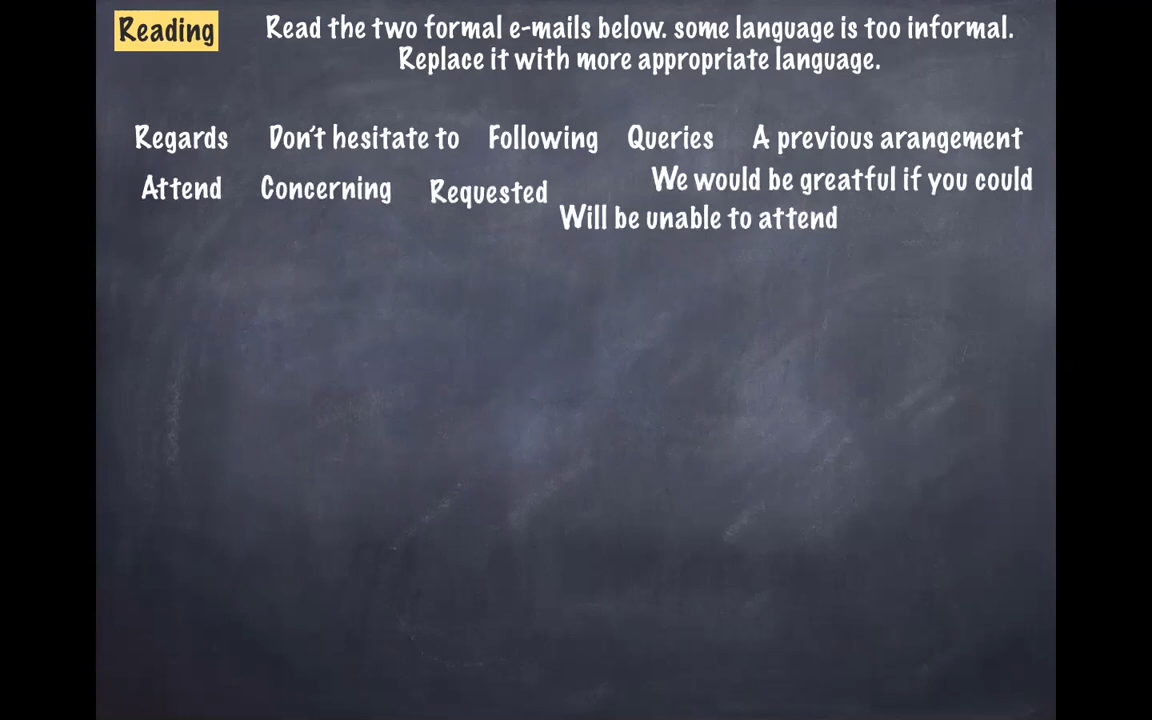 Reading
Read the two formal e-mails below. some language is too informal.
Replace it with more appropriate language.
Regards Don't hesitate to Following Queries A previous arangement
Attend Concerning Requested We would be greatful if you could
Will be unable to attend